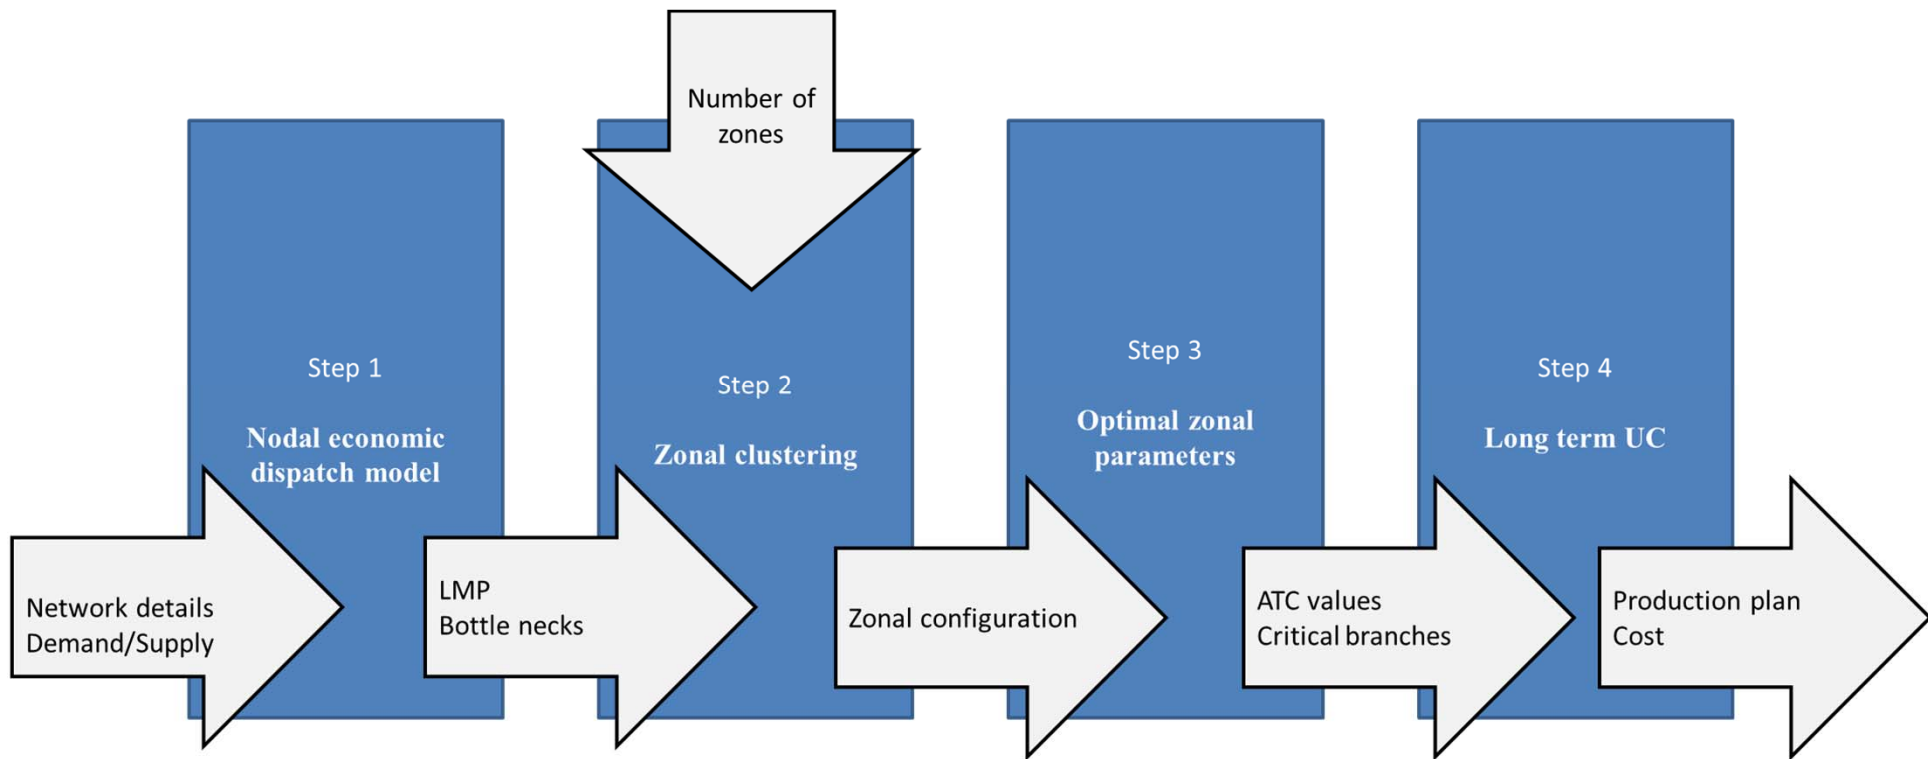 Number of
zones
Step 1
Nodal economic
dispatch model
Step 2
Zonal clustering
Step 3
Optimal zonal
parameters
Step 4
Long term UC
Network details
Demand/Supply
LMP
Bottle necks
Zonal configuration
ATC values
Critical branches
Production plan
Cost